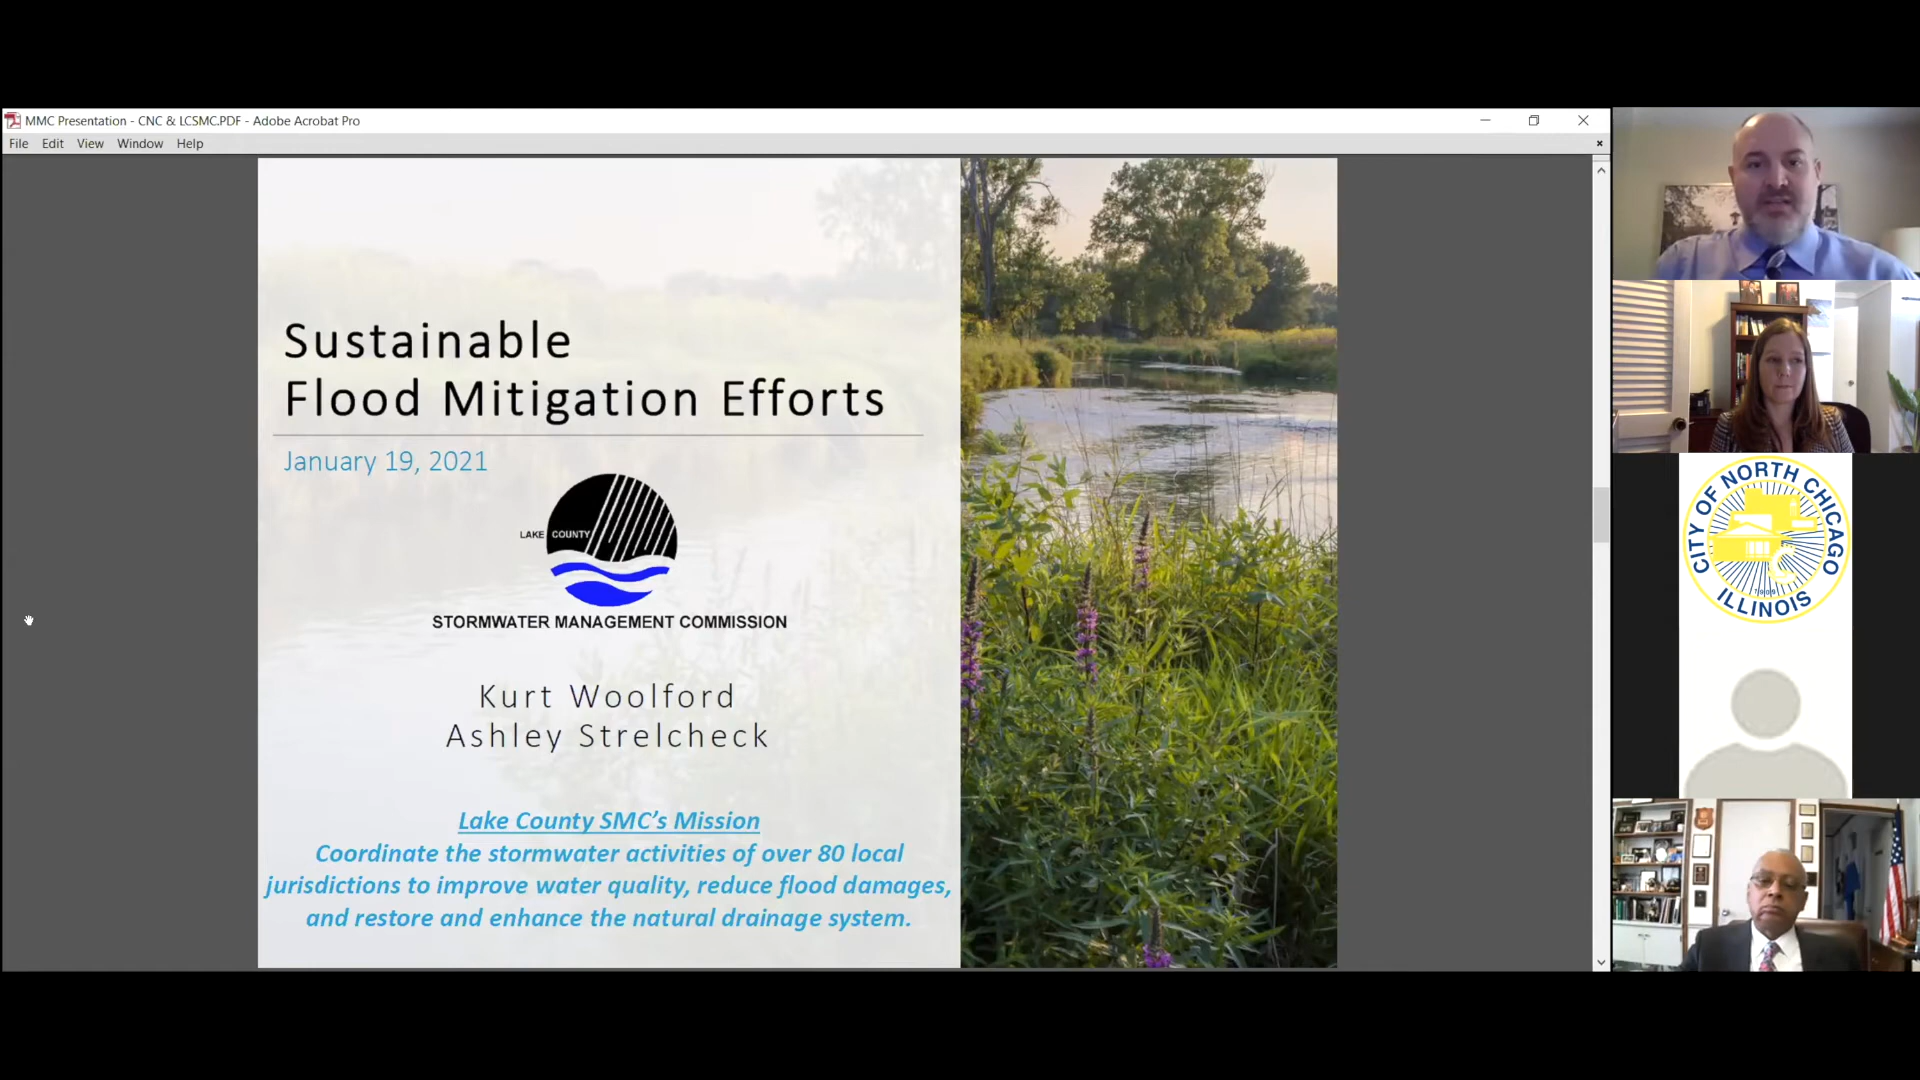 MMC Presentation - CNC & LCSMC.PDF - Adobe Acrobat Pro
File Edit View Window Help
Sustainable
Flood Mitigation Efforts
January 19, 2021
LAKE COUNTY
STORMWATER MANAGEMENT COMMISSION
Kurt Woolford
Ashley Strelcheck
Lake County SMC's Mission
Coordinate the stormwater activities of over 80 local
jurisdictions to improve water quality, reduce flood damages,
and restore and enhance the natural drainage system.
CITY OF NORTH CHICAGO
1909
ILLINOIS